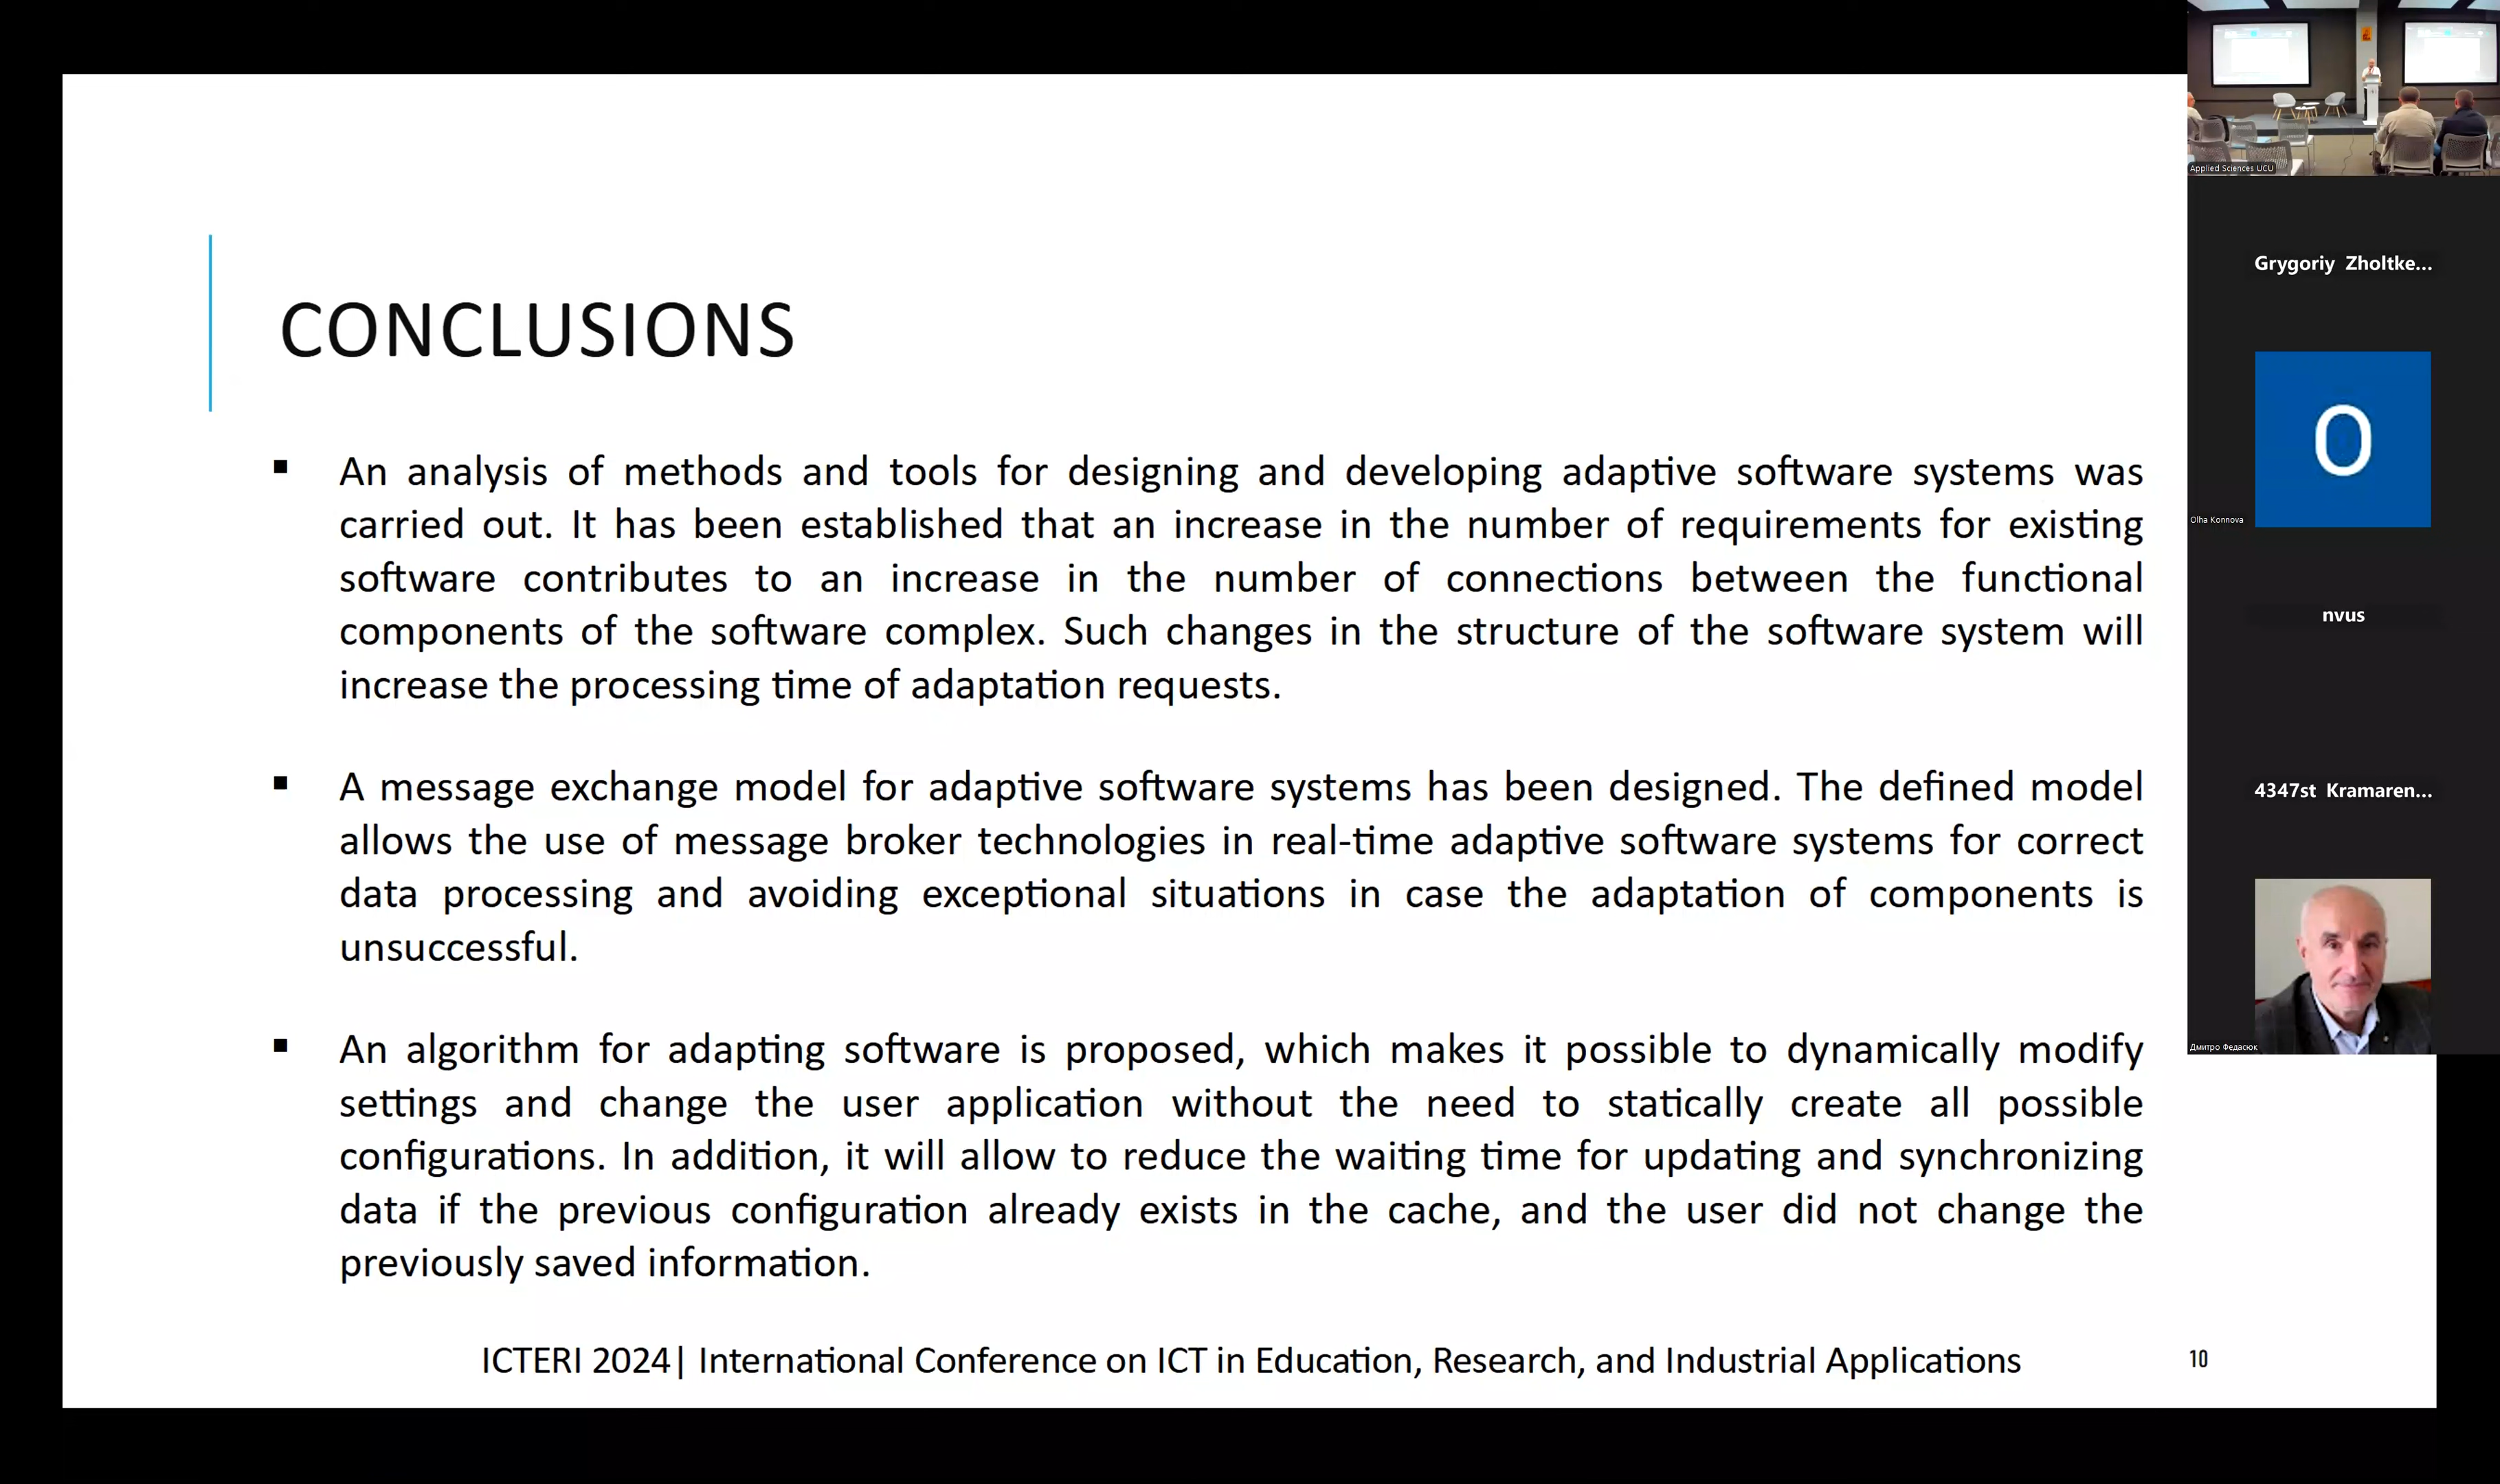 CONCLUSIONS
▪ An analysis of methods and tools for designing and developing adaptive software systems was
carried out. It has been established that an increase in the number of requirements for existing
software contributes to an increase in the number of connections between the functional
components of the software complex. Such changes in the structure of the software system will
increase the processing time of adaptation requests.
▪ A message exchange model for adaptive software systems has been designed. The defined model
allows the use of message broker technologies in real-time adaptive software systems for correct
data processing and avoiding exceptional situations in case the adaptation of components is
unsuccessful.
▪ An algorithm for adapting software is proposed, which makes it possible to dynamically modify
settings and change the user application without the need to statically create all possible
configurations. In addition, it will allow to reduce the waiting time for updating and synchronizing
data if the previous configuration already exists in the cache, and the user did not change the
previously saved information.
ICTERI 2024| International Conference on ICT in Education, Research, and Industrial Applications
10
Applied Sciences UCU
Grygoriy Zholtke...
O
Olha Konnova
nvus
4347st Kramaren...
Дмитро Федасюк